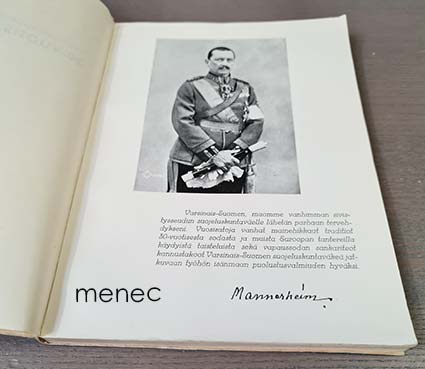 Varsinais-Suomen, maamme vanhimman sivis-
tysseudun suojeluskuntaväelle lähetän parhaan terveh-
dykseni. Vuosisatoja vanhat mainehikkaat traditiot
30-vuotisesta sodasta ja muista Euroopan tantereilla
käydyistä taisteluista sekä vapaussodan sankariteot
kannustakoot Varsinais-Suomen suojeluskuntaväkeä jat-
kuvaan työhön isänmaan puolustusvalmiuden hyväksi.
Mannerheim.
menec